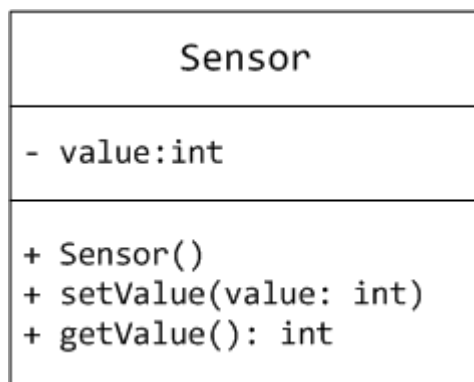 Sensor
- value:int
+ Sensor()
+ setValue(value: int)
+ getValue(): int